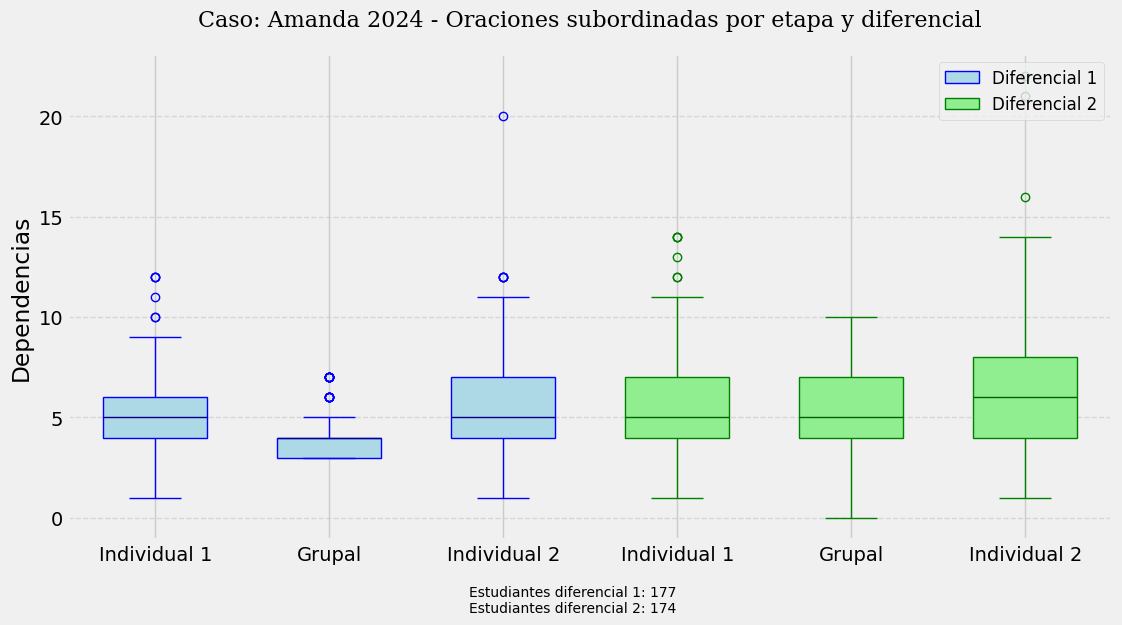 Caso: Amanda 2024 - Oraciones subordinadas por etapa y diferencial
Diferencial 1
Diferencial 2
Dependencias
20
15
10
5
0
Individual 1
Grupal
Individual 2
Individual 1
Grupal
Individual 2
Estudiantes diferencial 1: 177
Estudiantes diferencial 2: 174